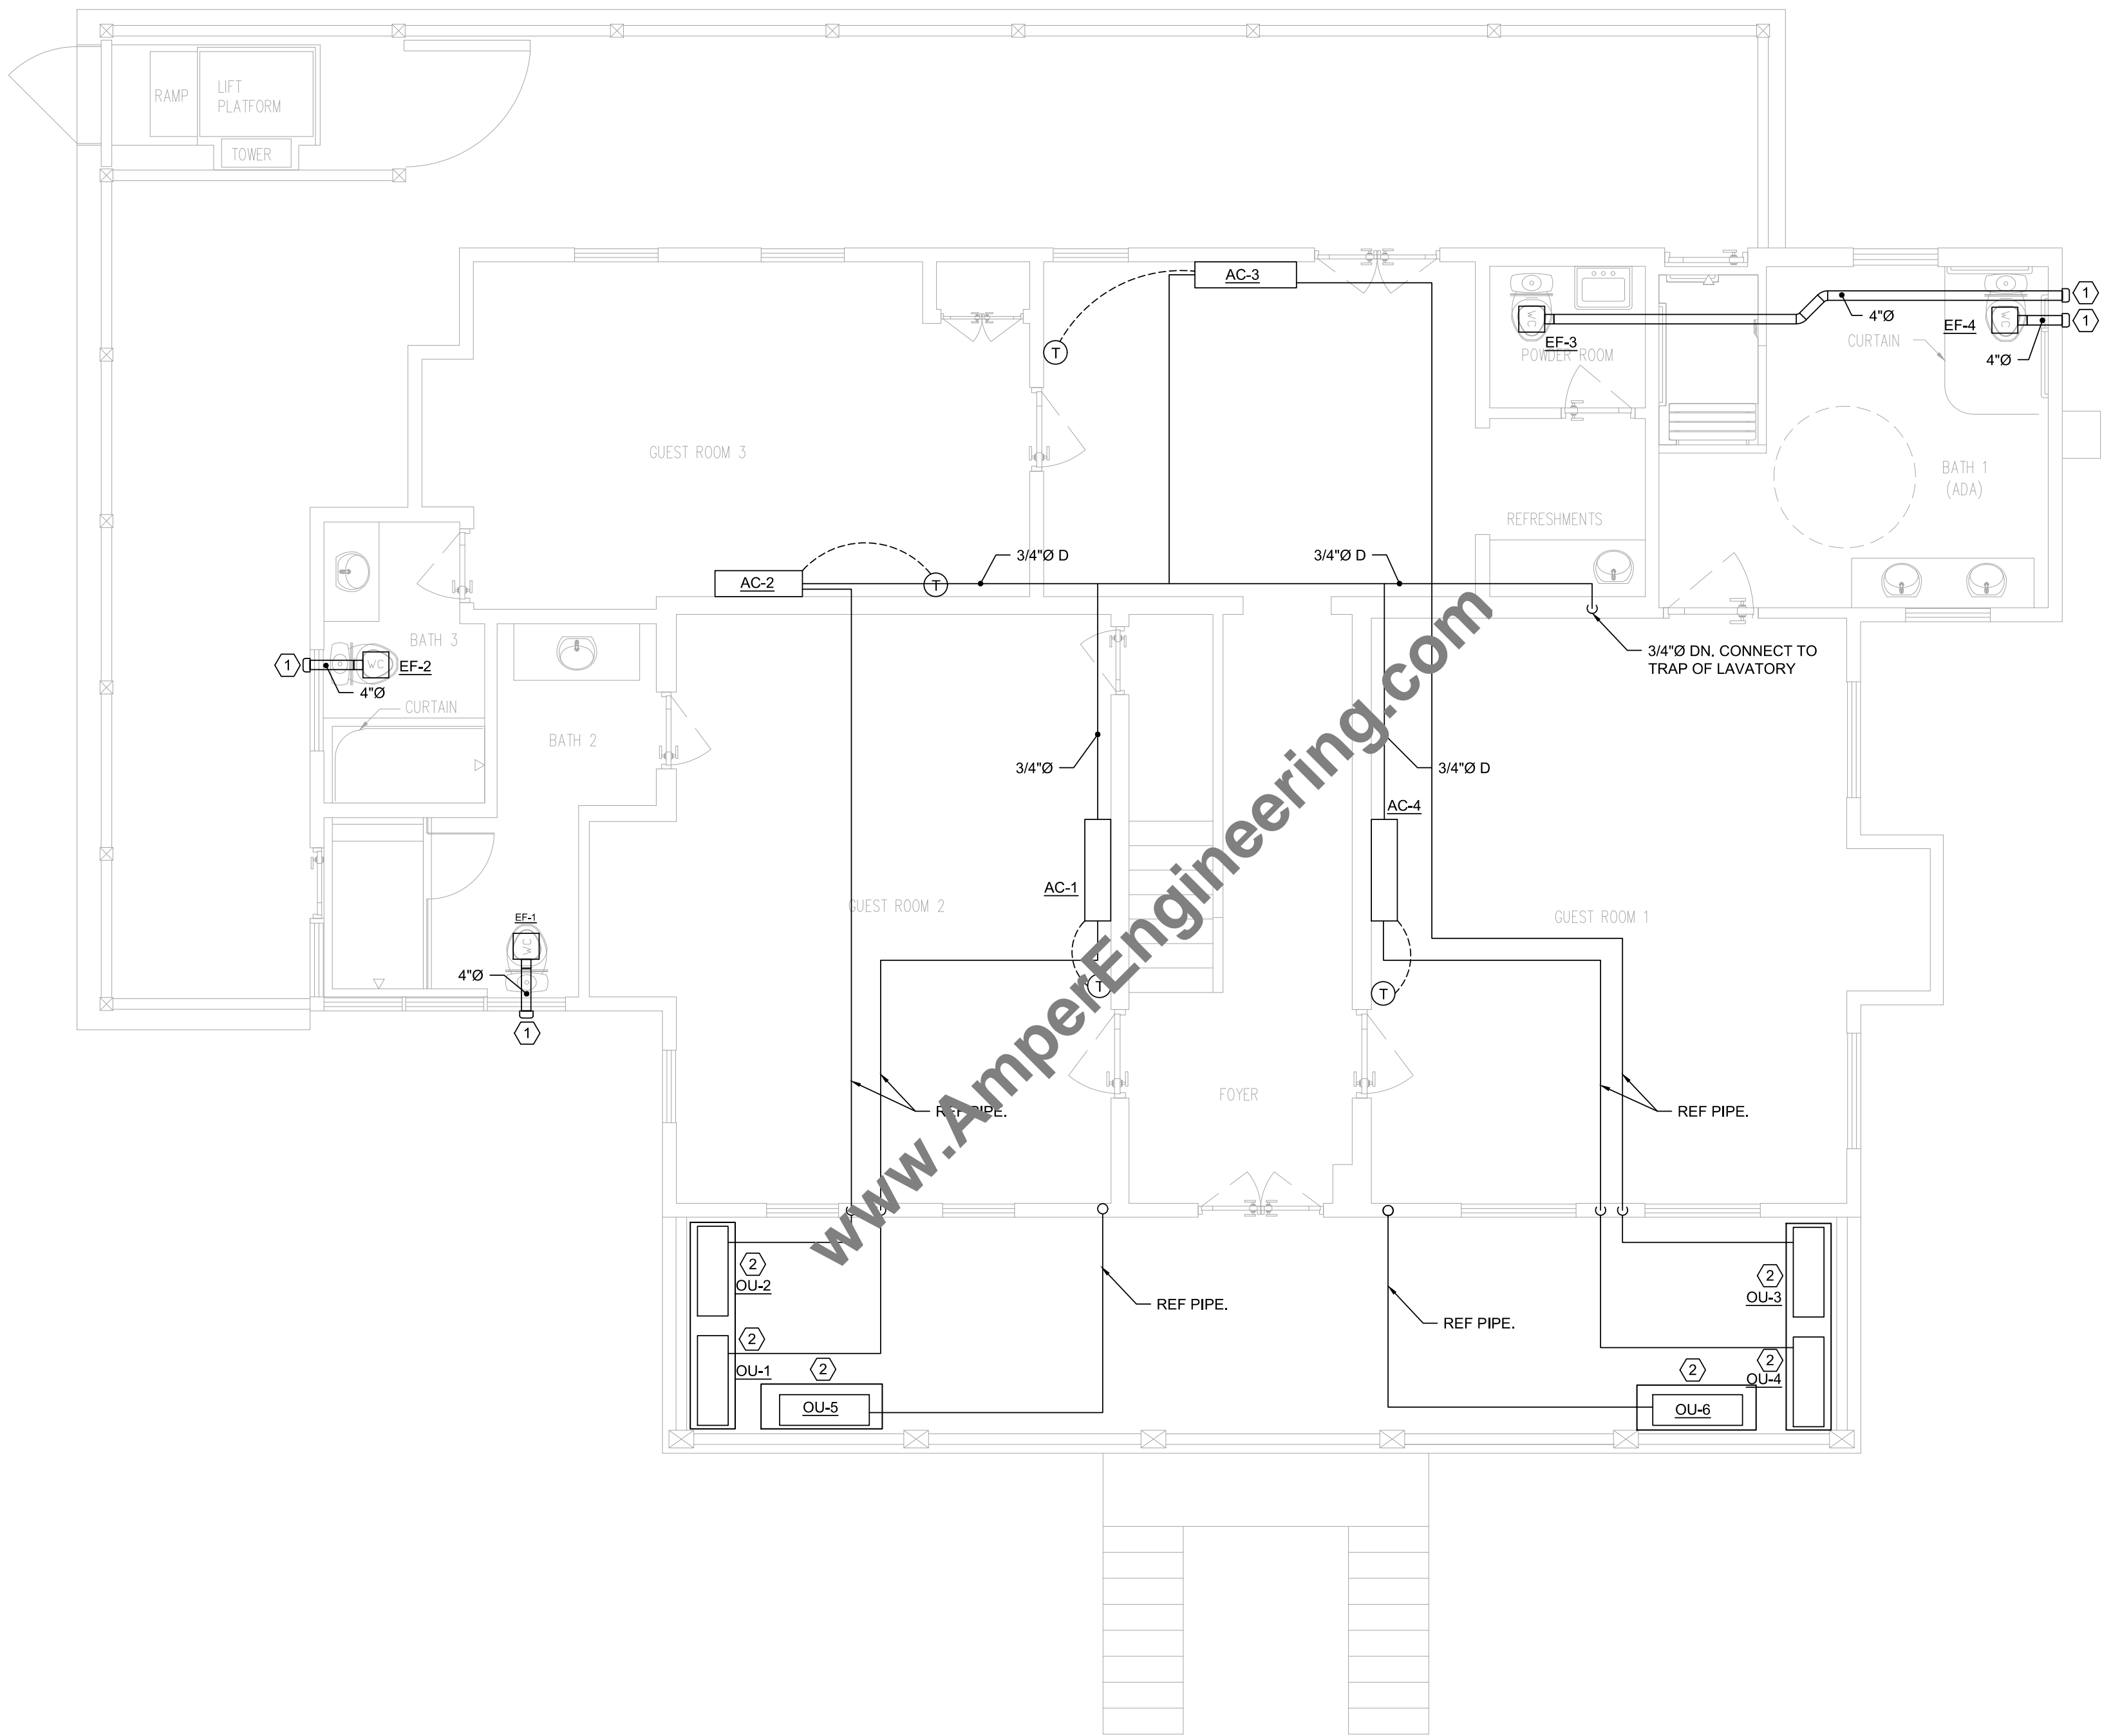 RAMP
LIFT
PLATFORM
TOWER
AC-3
T
1
4"Ø
1
EF-4
EF-3
CURTAIN
WC
WC
POWDER ROOM
4"Ø
GUEST ROOM 3
BATH 1
(ADA)
REFRESHMENTS
3/4"Ø D
3/4"Ø D
AC-2
T
BATH 3
3/4"Ø DN, CONNECT TO
TRAP OF LAVATORY
1
WC
EF-2
4"Ø
CURTAIN
BATH 2
3/4"Ø
3/4"Ø D
AC-4
AC-1
GUEST ROOM 2
GUEST ROOM 1
EF-1
WC
4"Ø
T
T
1
FOYER
REF PIPE.
REF PIPE.
www.AmperEngineering.com
2
OU-2
2
OU-3
REF PIPE.
REF PIPE.
2
OU-1
2
2
2
OU-4
OU-5
OU-6